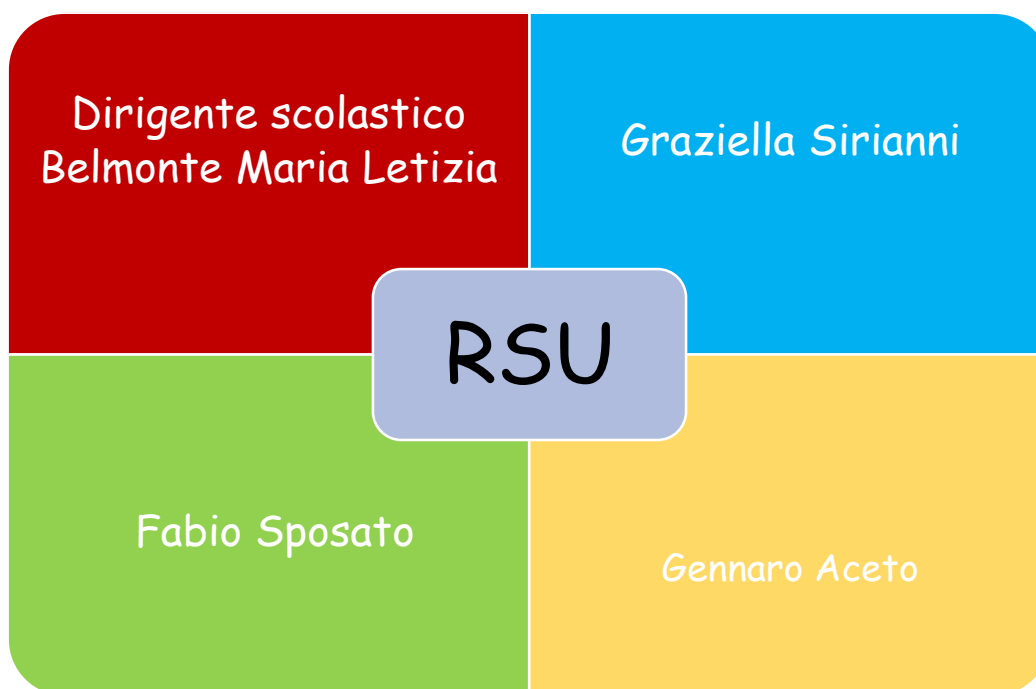 Dirigente scolastico
Belmonte Maria Letizia
Graziella Sirianni
RSU
Fabio Sposato
Gennaro Aceto